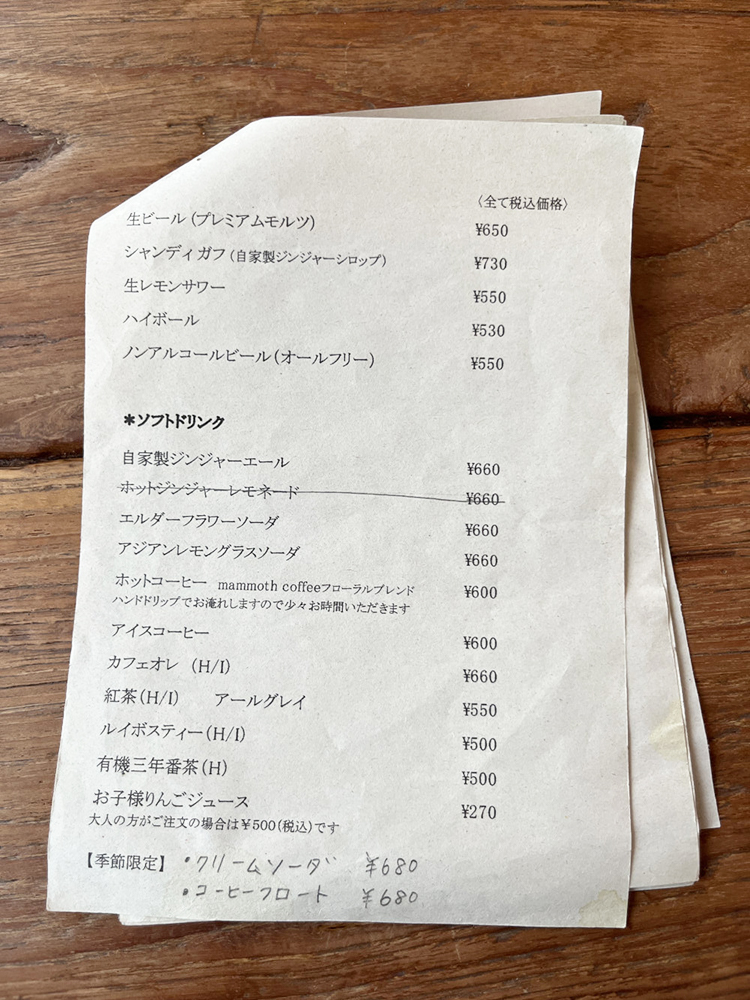 〈全て税込価格〉
生ビール(プレミアムモルツ) ¥650
シャンディガフ(自家製ジンジャーシロップ) ¥730
生レモンサワー ¥550
ハイボール ¥530
ノンアルコールビール(オールフリー) ¥550
*ソフトドリンク
自家製ジンジャーエール ¥660
ホットジンジャーレモネード ¥660
エルダーフラワーソーダ ¥660
アジアンレモングラスソーダ ¥660
ホットコーヒー mammoth coffeeフローラルブレンド ¥600
ハンドドリップでお淹れしますので少々お時間いただきます
アイスコーヒー ¥600
カフェオレ (H/I) ¥660
紅茶(H/I) アールグレイ ¥550
ルイボスティー(H/I) ¥500
有機三年番茶(H) ¥500
お子様りんごジュース ¥270
大人の方がご注文の場合は¥500(税込)です
【季節限定】 •クリームソーダ ¥680
•コーヒーフロート ¥680